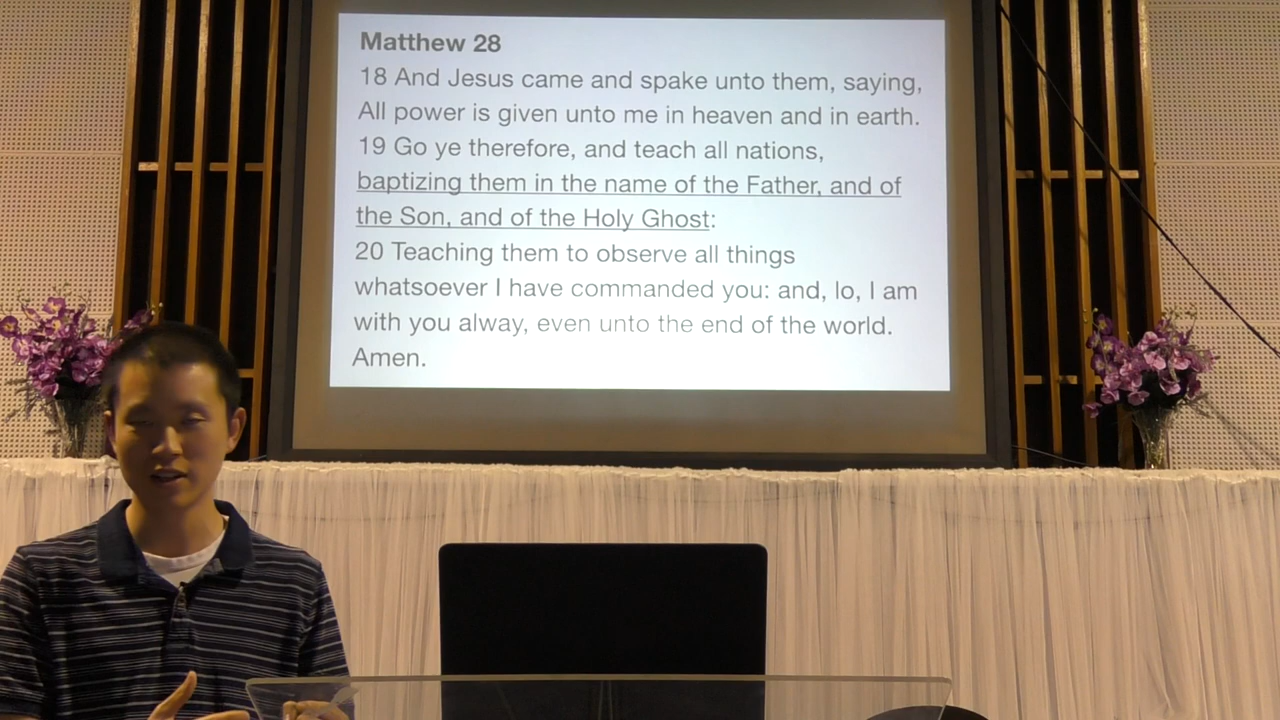 Matthew 28
18 And Jesus came and spake unto them, saying,
All power is given unto me in heaven and in earth.
19 Go ye therefore, and teach all nations,
baptizing them in the name of the Father, and of
the Son, and of the Holy Ghost:
20 Teaching them to observe all things
whatsoever I have commanded you: and, lo, I am
with you alway, even unto the end of the world.
Amen.